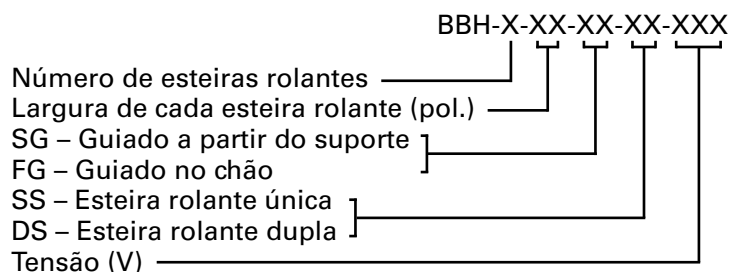 BBH-X-XX-XX-XX-XXX
Número de esteiras rolantes
Largura de cada esteira rolante (pol.)
SG – Guiado a partir do suporte
FG – Guiado no chão
SS – Esteira rolante única
DS – Esteira rolante dupla
Tensão (V)